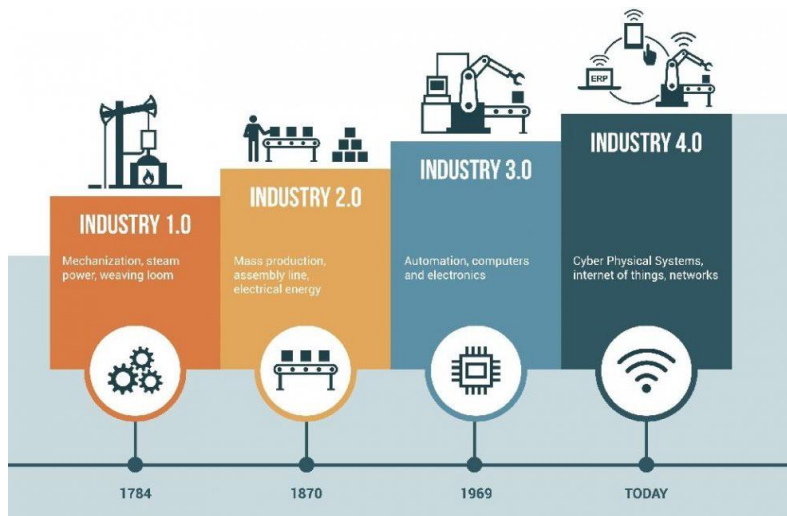 ERP
INDUSTRY 1.0
Mechanization, steam
power, weaving loom
INDUSTRY 2.0
Mass production,
assembly line,
electrical energy
INDUSTRY 3.0
Automation, computers
and electronics
INDUSTRY 4.0
Cyber Physical Systems,
internet of things, networks
1784
1870
1969
TODAY